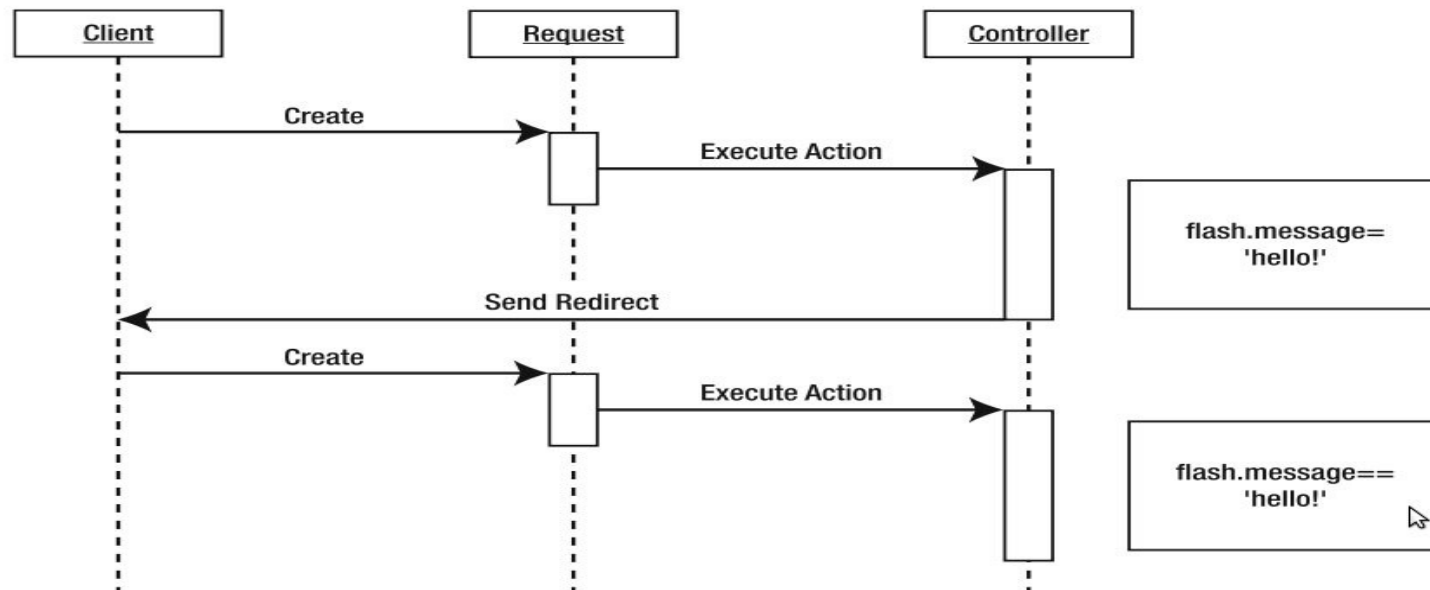 Client
Request
Controller
Create
Execute Action
flash.message=
'hello!'
Send Redirect
Create
Execute Action
flash.message==
'hello!'